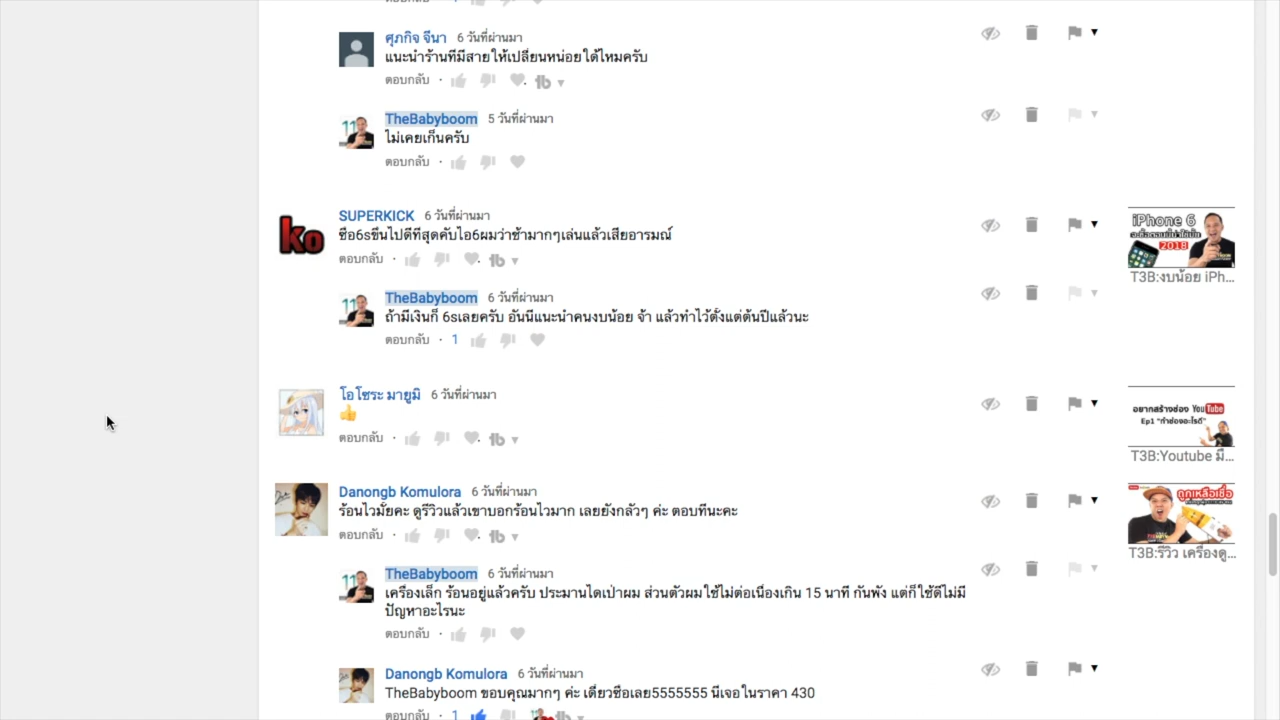 ศุภกิจ จีนา 6 วันที่ผ่านมา
แนะนำร้านที่มีสายให้เปลี่ยนหน่อยได้ไหมครับ
ตอบกลับ ·
TheBabyboom 5 วันที่ผ่านมา
ไม่เคยเก็นครับ
ตอบกลับ ·
SUPERKICK 6 วันที่ผ่านมา
ko
ซื้อ6sขึ้นไปดีที่สุดคับไอ6ผมว่าช้ามากๆเล่นแล้วเสียอารมณ์
ตอบกลับ ·
iPhone 6
2018
T3B:งบน้อย iPh...
TheBabyboom 6 วันที่ผ่านมา
ถ้ามีเงินก็ 6sเลยครับ อันนี้แนะนำคนงบน้อย จ้า แล้วทำไว้ตั้งแต่ต้นปีแล้วนะ
ตอบกลับ · 1
โอโซระ มายูมิ 6 วันที่ผ่านมา
👍
ตอบกลับ ·
อยากสร้างช่อง YouTube
Ep1 "ทำช่องอะไรดี"
T3B:Youtube มื...
Danongb Komulora 6 วันที่ผ่านมา
ร้อนไวมั้ยคะ ดูรีวิวแล้วเขาบอกร้อนไวมาก เลยยังกลัวๆ ค่ะ ตอบทีนะคะ
ตอบกลับ ·
ถูกเหลือเชื่อ
T3B:รีวิว เครื่องดู...
TheBabyboom 6 วันที่ผ่านมา
เครื่องเล็ก ร้อนอยู่แล้วครับ ประมานไดเป่าผม ส่วนตัวผมใช้ไม่ต่อเนื่องเกิน 15 นาที กันพัง แต่ก็ใช้ดีไม่มี
ปัญหาอะไรนะ
ตอบกลับ ·
Danongb Komulora 6 วันที่ผ่านมา
TheBabyboom ขอบคุณมากๆ ค่ะ เดี๋ยวซื้อเลย5555555 นี่เจอในราคา 430
ตอบกลับ · 1